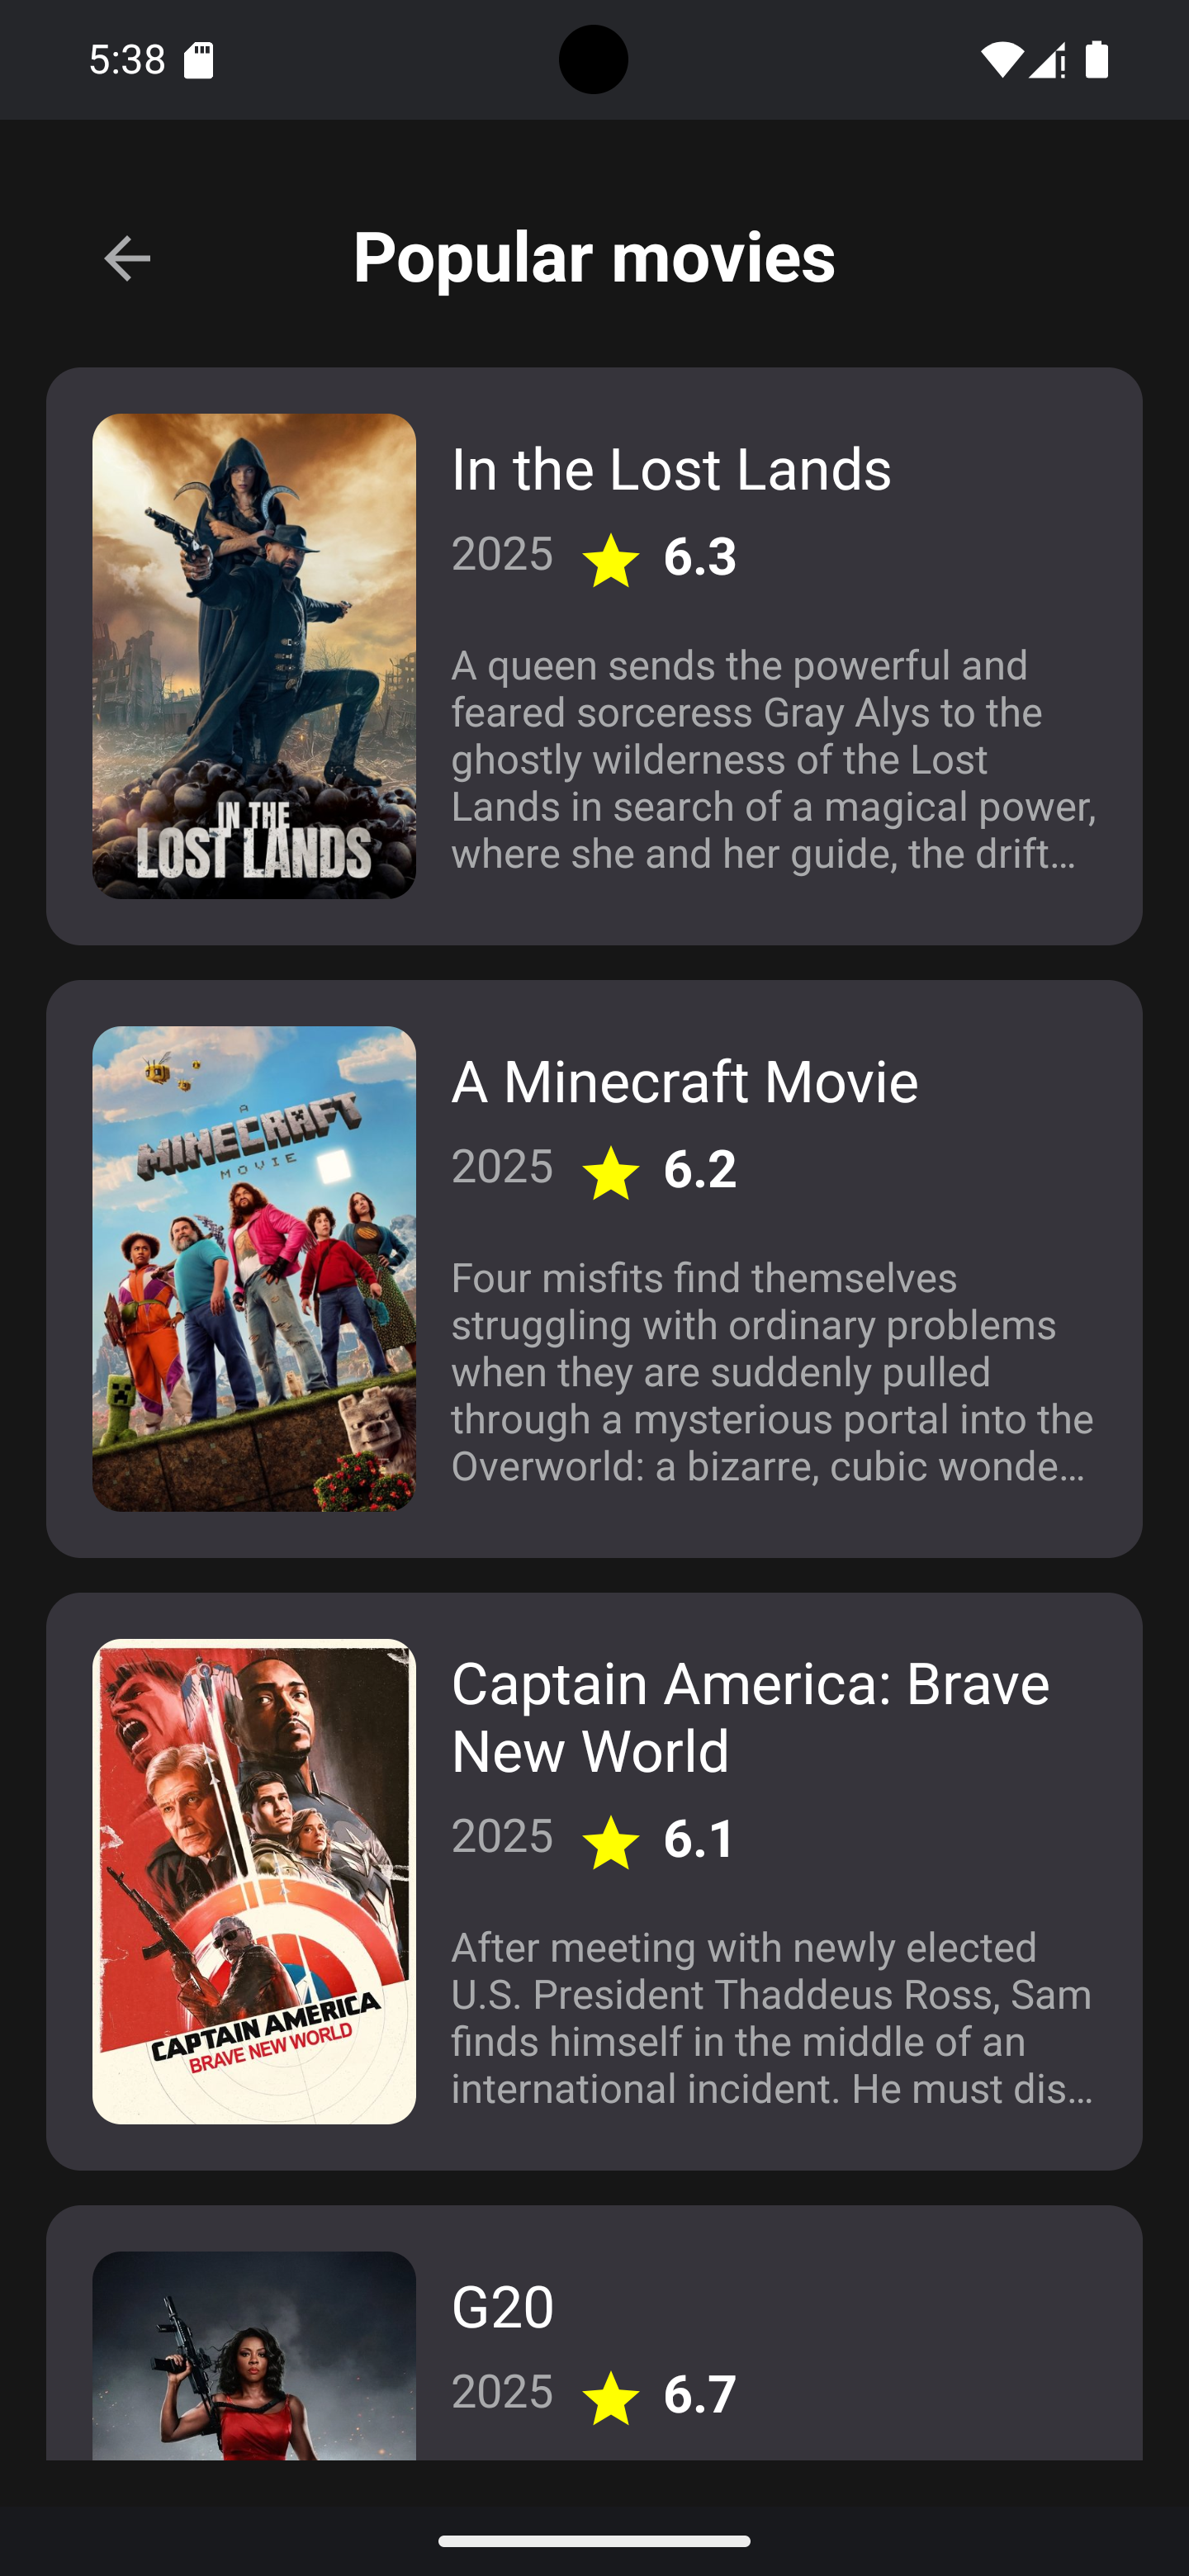 5:38
Popular movies
IN THE
LOST LANDS
In the Lost Lands
2025 6.3
A queen sends the powerful and
feared sorceress Gray Alys to the
ghostly wilderness of the Lost
Lands in search of a magical power,
where she and her guide, the drift…
A
MINECRAFT
MOVIE
A Minecraft Movie
2025 6.2
Four misfits find themselves
struggling with ordinary problems
when they are suddenly pulled
through a mysterious portal into the
Overworld: a bizarre, cubic wonde…
CAPTAIN AMERICA
BRAVE NEW WORLD
Captain America: Brave
New World
2025 6.1
After meeting with newly elected
U.S. President Thaddeus Ross, Sam
finds himself in the middle of an
international incident. He must dis…
G20
2025 6.7